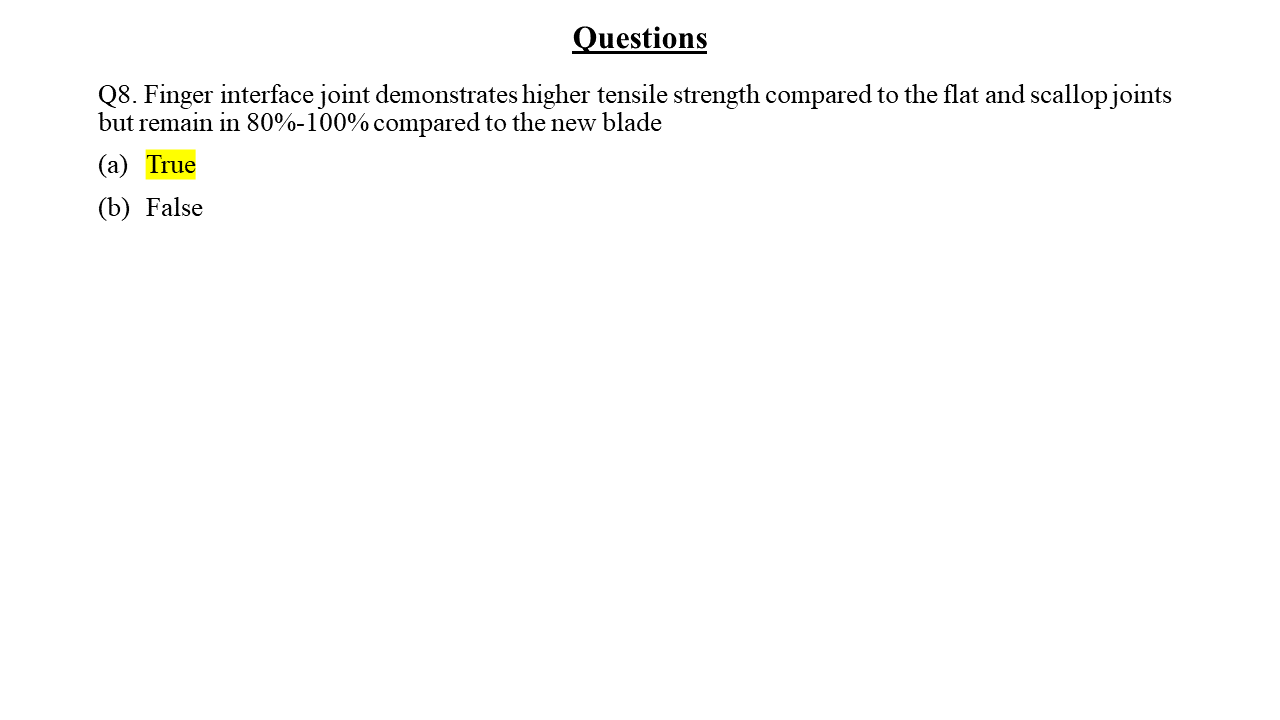 Questions
Q8. Finger interface joint demonstrates higher tensile strength compared to the flat and scallop joints
but remain in 80%-100% compared to the new blade
(a) True
(b) False